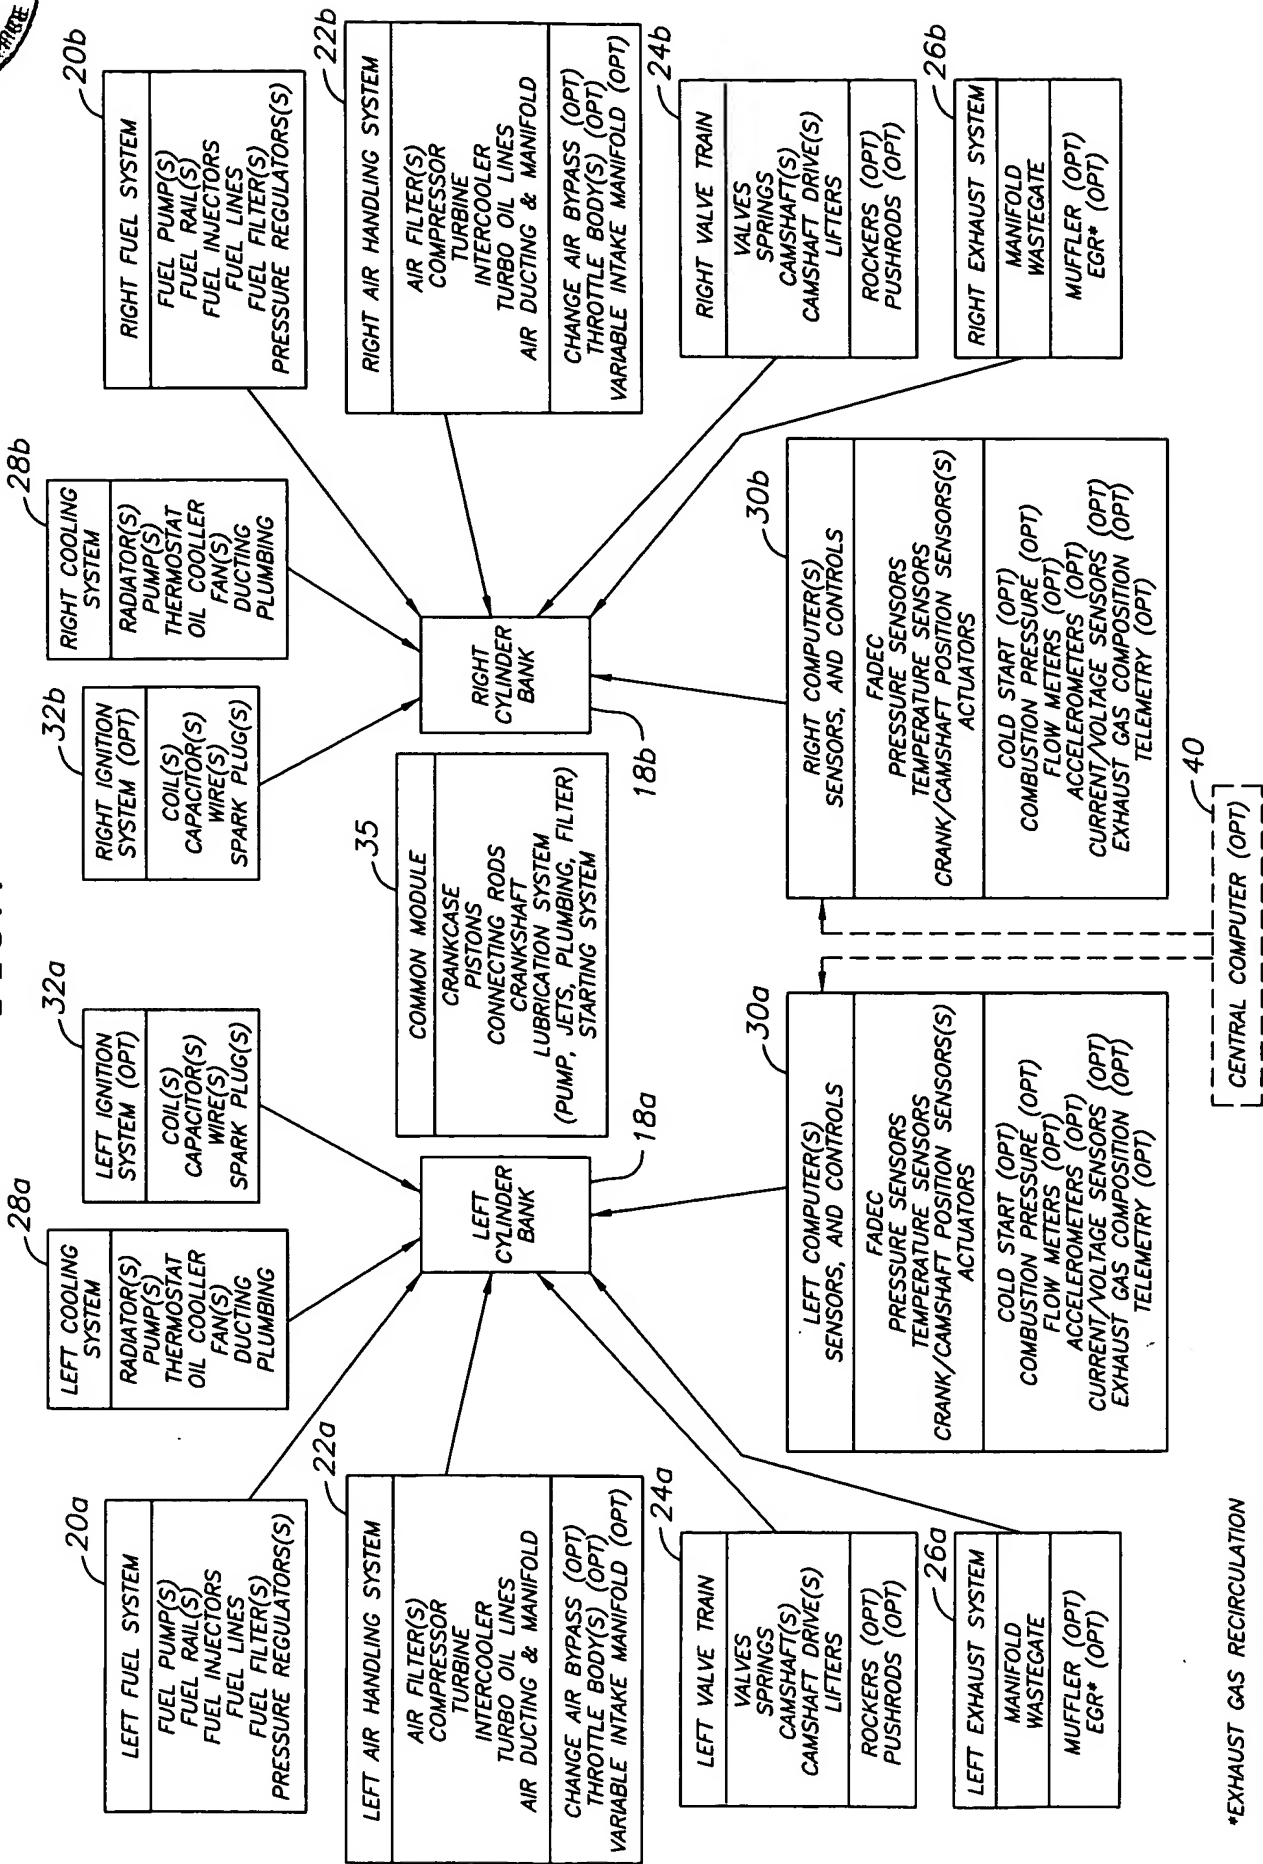 20a
LEFT FUEL SYSTEM
FUEL PUMP(S)
FUEL RAIL(S)
FUEL INJECTORS
FUEL LINES
FUEL FILTER(S)
PRESSURE REGULATORS(S)
28a
LEFT COOLING
SYSTEM
RADIATOR(S)
PUMP(S)
THERMOSTAT
OIL COOLLER
FAN(S)
DUCTING
PLUMBING
32a
LEFT IGNITION
SYSTEM (OPT)
COIL(S)
CAPACITOR(S)
WIRE(S)
SPARK PLUG(S)
32b
RIGHT IGNITION
SYSTEM (OPT)
COIL(S)
CAPACITOR(S)
WIRE(S)
SPARK PLUG(S)
28b
RIGHT COOLING
SYSTEM
RADIATOR(S)
PUMP(S)
THERMOSTAT
OIL COOLLER
FAN(S)
DUCTING
PLUMBING
20b
RIGHT FUEL SYSTEM
FUEL PUMP(S)
FUEL RAIL(S)
FUEL INJECTORS
FUEL LINES
FUEL FILTER(S)
PRESSURE REGULATORS(S)
22a
LEFT AIR HANDLING SYSTEM
AIR FILTER(S)
COMPRESSOR
TURBINE
INTERCOOLER
TURBO OIL LINES
AIR DUCTING & MANIFOLD
CHANGE AIR BYPASS (OPT)
THROTTLE BODY(S) (OPT)
VARIABLE INTAKE MANIFOLD (OPT)
LEFT
CYLINDER
BANK
18a
35
COMMON MODULE
CRANKCASE
PISTONS
CONNECTING RODS
CRANKSHAFT
LUBRICATION SYSTEM
(PUMP, JETS, PLUMBING, FILTER)
STARTING SYSTEM
RIGHT
CYLINDER
BANK
18b
22b
RIGHT AIR HANDLING SYSTEM
AIR FILTER(S)
COMPRESSOR
TURBINE
INTERCOOLER
TURBO OIL LINES
AIR DUCTING & MANIFOLD
CHANGE AIR BYPASS (OPT)
THROTTLE BODY(S) (OPT)
VARIABLE INTAKE MANIFOLD (OPT)
24a
LEFT VALVE TRAIN
VALVES
SPRINGS
CAMSHAFT(S)
CAMSHAFT DRIVE(S)
LIFTERS
ROCKERS (OPT)
PUSHRODS (OPT)
26a
LEFT EXHAUST SYSTEM
MANIFOLD
WASTEGATE
MUFFLER (OPT)
EGR* (OPT)
30a
LEFT COMPUTER(S)
SENSORS, AND CONTROLS
FADEC
PRESSURE SENSORS
TEMPERATURE SENSORS
CRANK/CAMSHAFT POSITION SENSORS(S)
ACTUATORS
COLD START (OPT)
COMBUSTION PRESSURE (OPT)
FLOW METERS (OPT)
ACCELEROMETERS (OPT)
CURRENT/VOLTAGE SENSORS (OPT)
EXHAUST GAS COMPOSITION (OPT)
TELEMETRY (OPT)
30b
RIGHT COMPUTER(S)
SENSORS, AND CONTROLS
FADEC
PRESSURE SENSORS
TEMPERATURE SENSORS
CRANK/CAMSHAFT POSITION SENSORS(S)
ACTUATORS
COLD START (OPT)
COMBUSTION PRESSURE (OPT)
FLOW METERS (OPT)
ACCELEROMETERS (OPT)
CURRENT/VOLTAGE SENSORS (OPT)
EXHAUST GAS COMPOSITION (OPT)
TELEMETRY (OPT)
24b
RIGHT VALVE TRAIN
VALVES
SPRINGS
CAMSHAFT(S)
CAMSHAFT DRIVE(S)
LIFTERS
ROCKERS (OPT)
PUSHRODS (OPT)
26b
RIGHT EXHAUST SYSTEM
MANIFOLD
WASTEGATE
MUFFLER (OPT)
EGR* (OPT)
40
CENTRAL COMPUTER (OPT)
*EXHAUST GAS RECIRCULATION